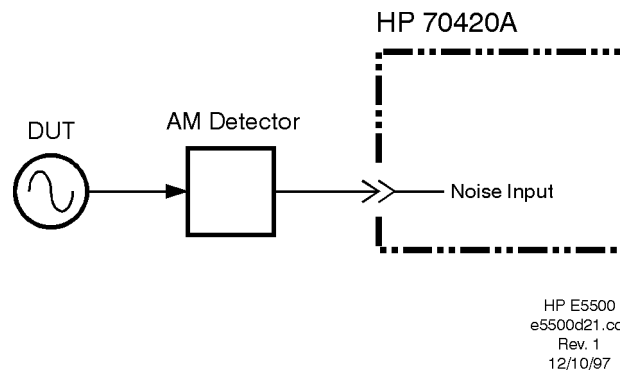 HP 70420A
DUT
AM Detector
Noise Input
HP E5500
Rev. 1
12/10/97